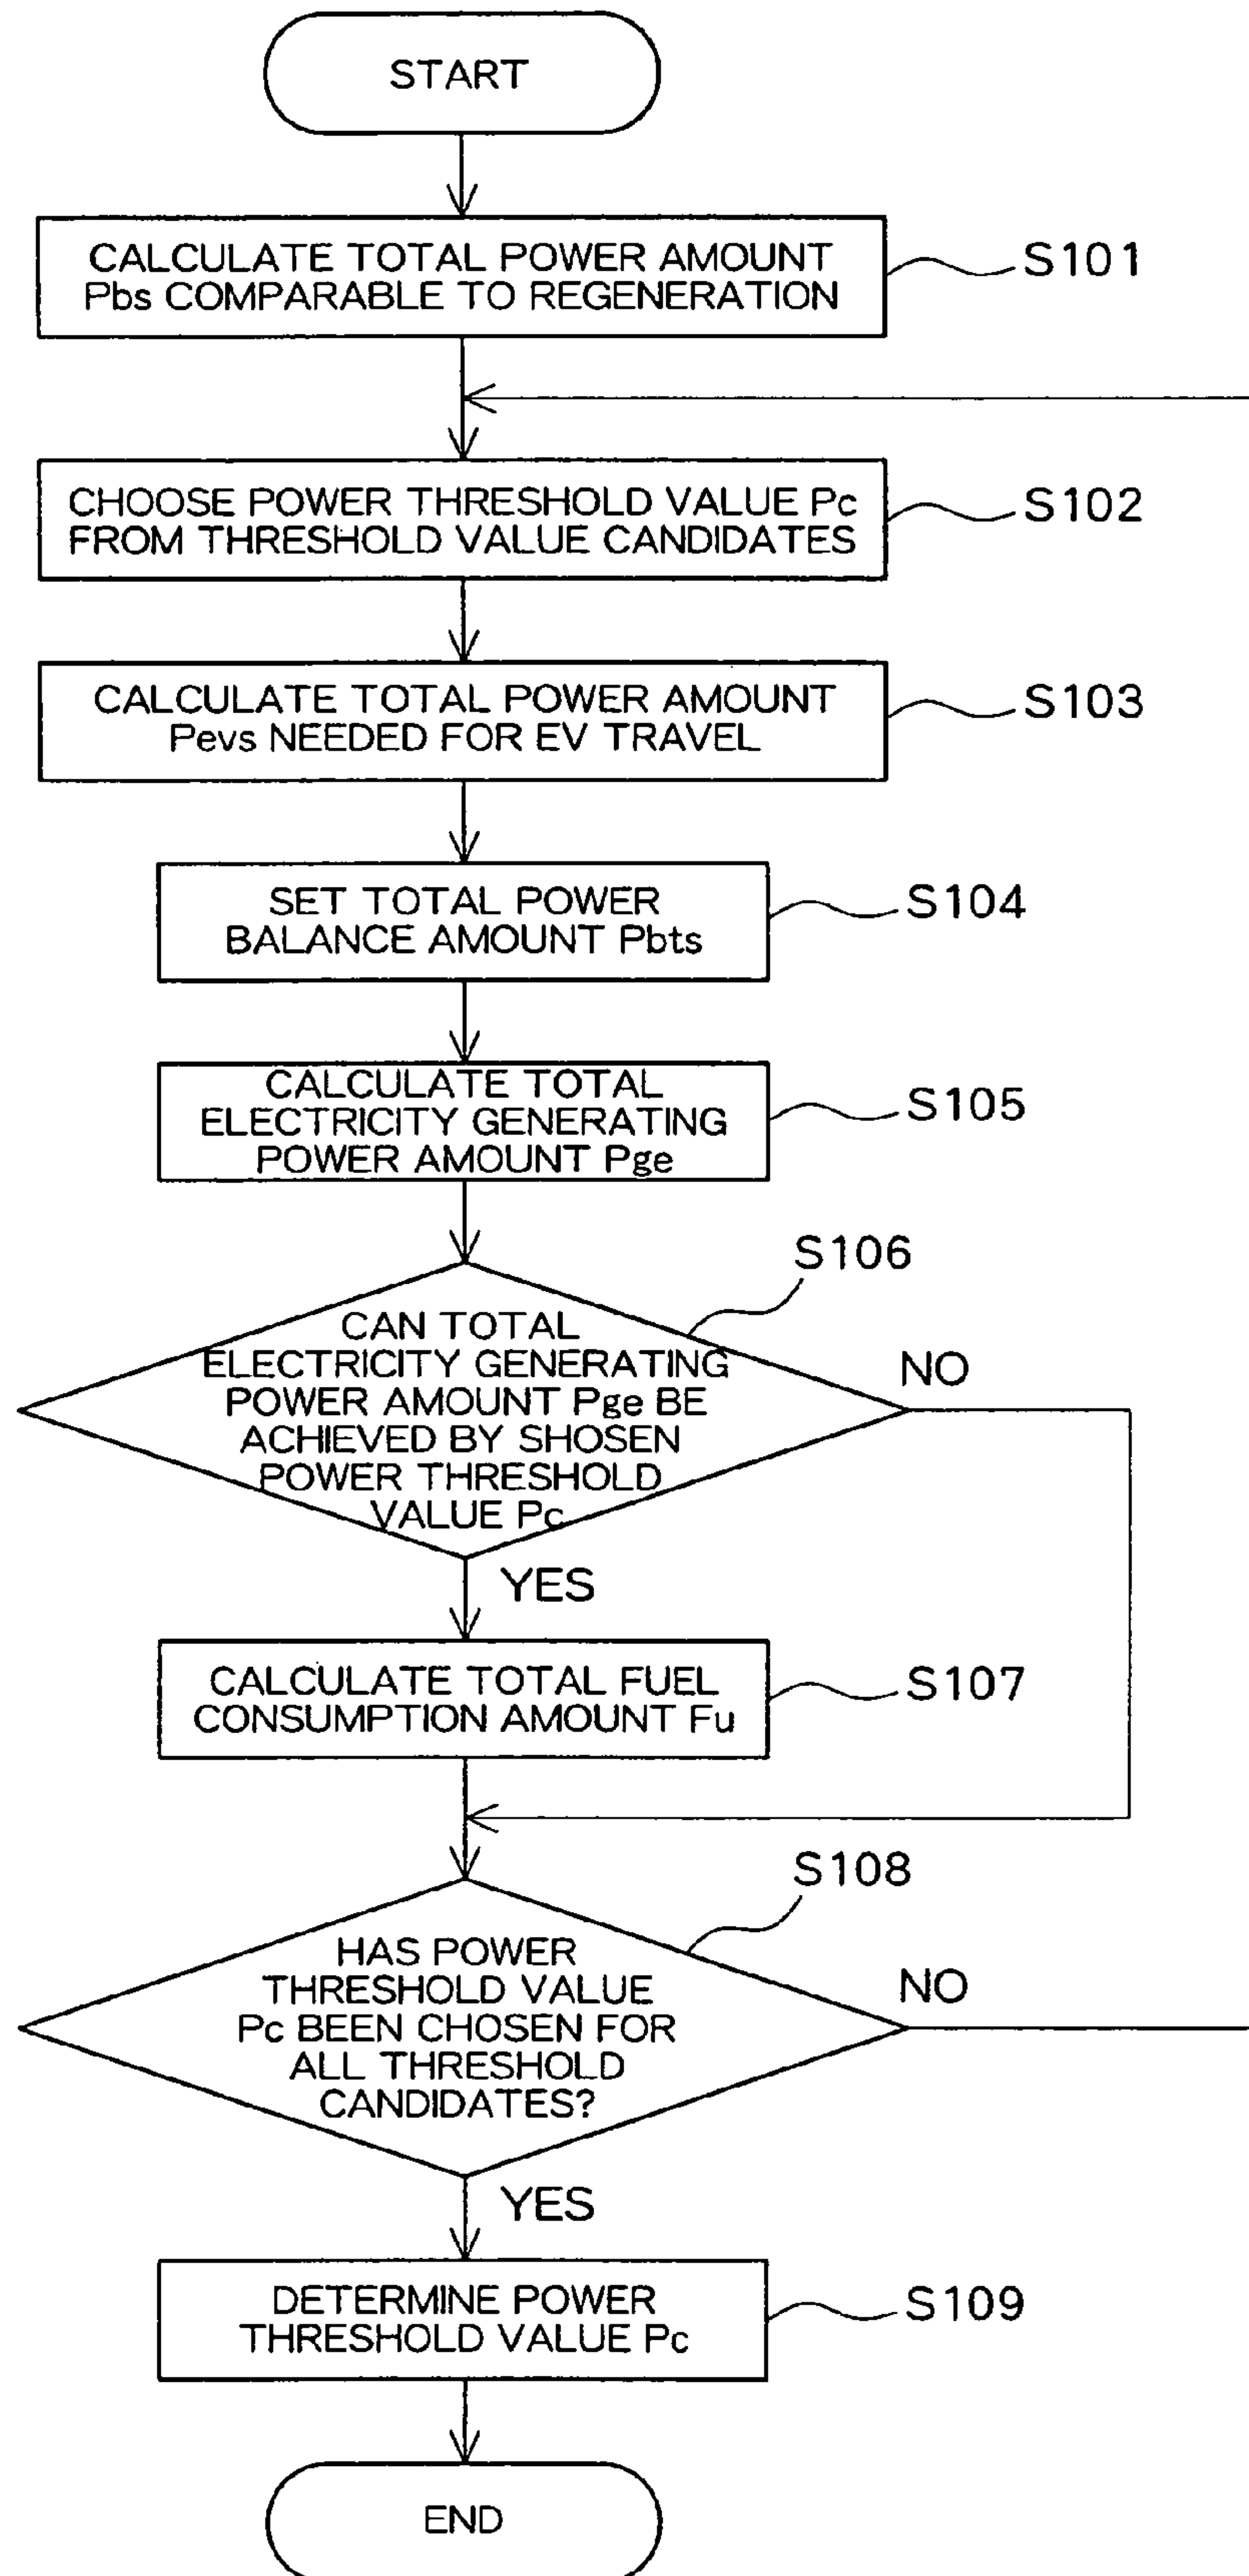 START
CALCULATE TOTAL POWER AMOUNT
Pbs COMPARABLE TO REGENERATION
S101
CHOOSE POWER THRESHOLD VALUE Pc
FROM THRESHOLD VALUE CANDIDATES
S102
CALCULATE TOTAL POWER AMOUNT
Pevs NEEDED FOR EV TRAVEL
S103
SET TOTAL POWER
BALANCE AMOUNT Pbts
S104
CALCULATE TOTAL
ELECTRICITY GENERATING
POWER AMOUNT Pge
S105
S106
CAN TOTAL
ELECTRICITY GENERATING
POWER AMOUNT Pge BE
ACHIEVED BY SHOSEN
POWER THRESHOLD
VALUE Pc
NO
YES
CALCULATE TOTAL FUEL
CONSUMPTION AMOUNT Fu
S107
S108
HAS POWER
THRESHOLD VALUE
Pc BEEN CHOSEN FOR
ALL THRESHOLD
CANDIDATES?
NO
YES
DETERMINE POWER
THRESHOLD VALUE Pc
S109
END